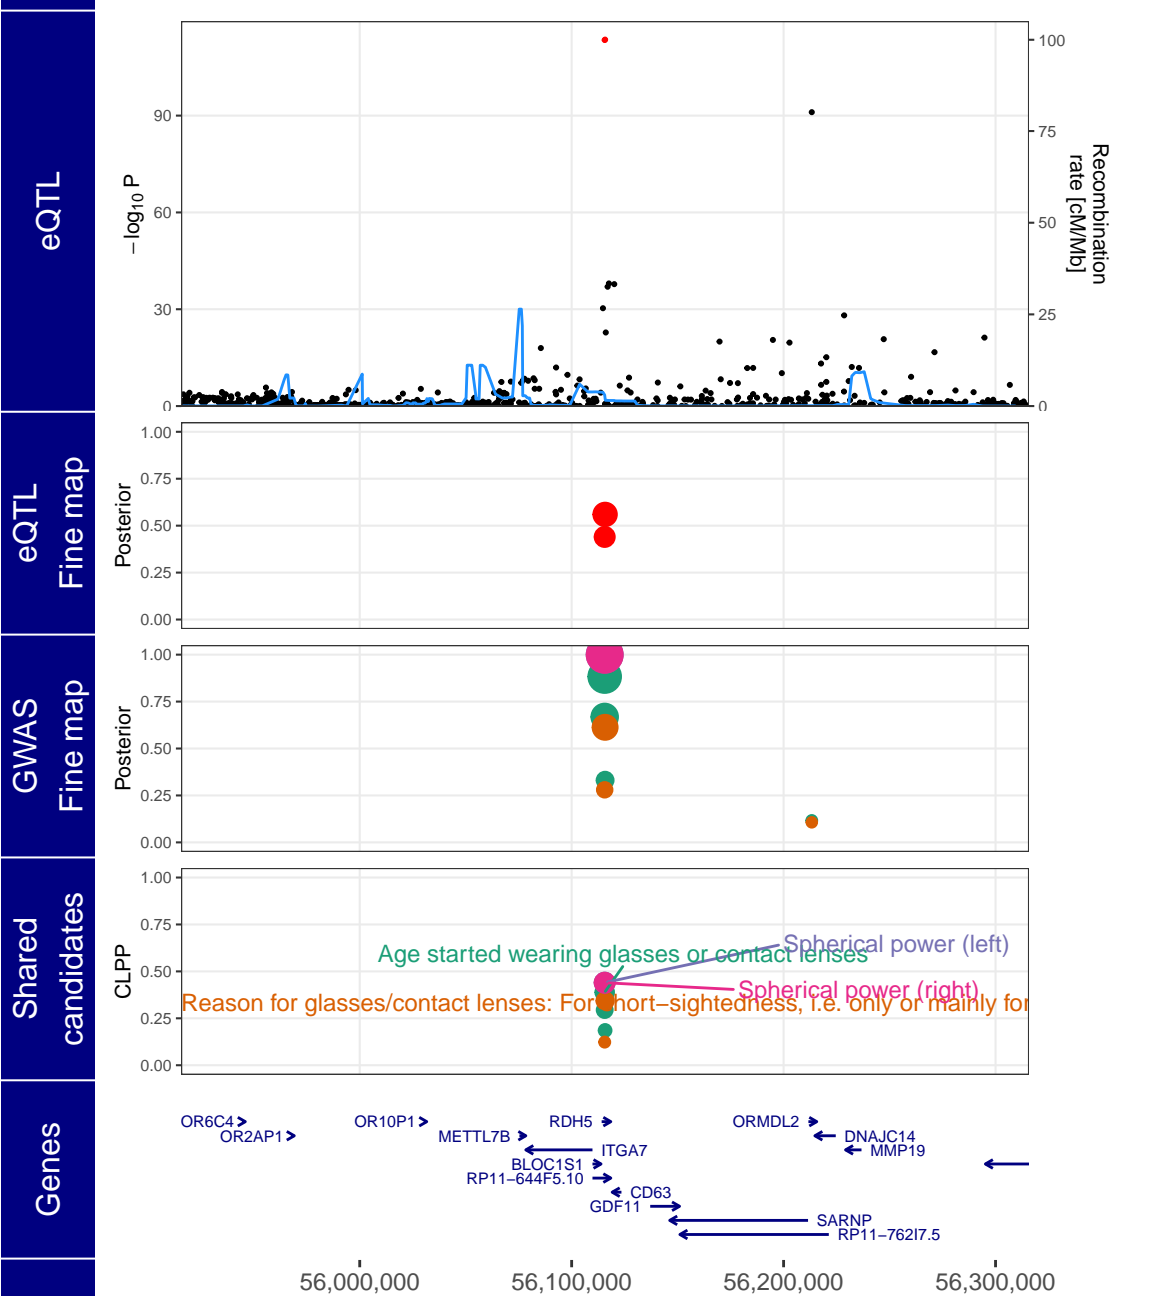 eQTL
−log10 P
90
60
30
0
100
75
50
25
0
Recombination
rate [cM/Mb]
eQTL
Fine map
Posterior
1.00
0.75
0.50
0.25
0.00
GWAS
Fine map
Posterior
1.00
0.75
0.50
0.25
0.00
Shared
candidates
CLPP
1.00
0.75
0.50
0.25
0.00
Spherical power (left)
Age started wearing glasses or contact lenses
Spherical power (right)
Reason for glasses/contact lenses: For short−sightedness, i.e. only or mainly for
Genes
OR6C4
OR10P1
RDH5
ORMDL2
OR2AP1
METTL7B
DNAJC14
ITGA7
MMP19
BLOC1S1
RP11−644F5.10
CD63
GDF11
SARNP
RP11−762I7.5
56,000,000
56,100,000
56,200,000
56,300,000